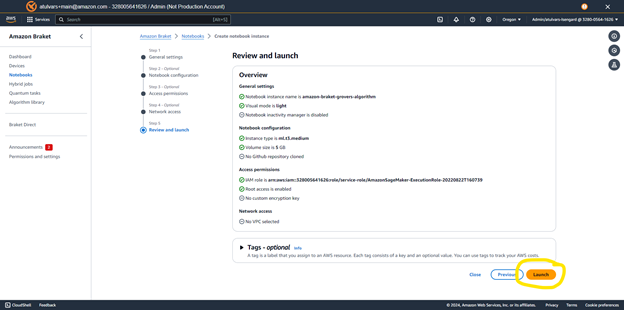 atulvars+main@amazon.com - 328005641626 / Admin (Not Production Account)
aws Services Search [Alt+S] Oregon Admin/atulvars-Isengard @ 3280-0564-1626
Amazon Braket
Dashboard
Devices
Notebooks
Hybrid jobs
Quantum tasks
Algorithm library
Braket Direct
Announcements 2
Permissions and settings
Amazon Braket > Notebooks > Create notebook instance
Step 1
General settings
Step 2 - Optional
Notebook configuration
Step 3 - Optional
Access permissions
Step 4 - Optional
Network access
Step 5
Review and launch
Review and launch
Overview
General settings
Notebook instance name is amazon-braket-grovers-algorithm
Visual mode is light
Notebook inactivity manager is disabled
Notebook configuration
Instance type is ml.t3.medium
Volume size is 5 GB
No Github repository cloned
Access permissions
IAM role is arn:aws:iam::328005641626:role/service-role/AmazonSageMaker-ExecutionRole-20220822T160739
Root access is enabled
No custom encryption key
Network access
No VPC selected
Tags - optional Info
A tag is a label that you assign to an AWS resource. Each tag consists of a key and an optional value. You can use tags to track your AWS costs.
Close Previous Launch
CloudShell Feedback © 2024, Amazon Web Services, Inc. or its affiliates. Privacy Terms Cookie preferences